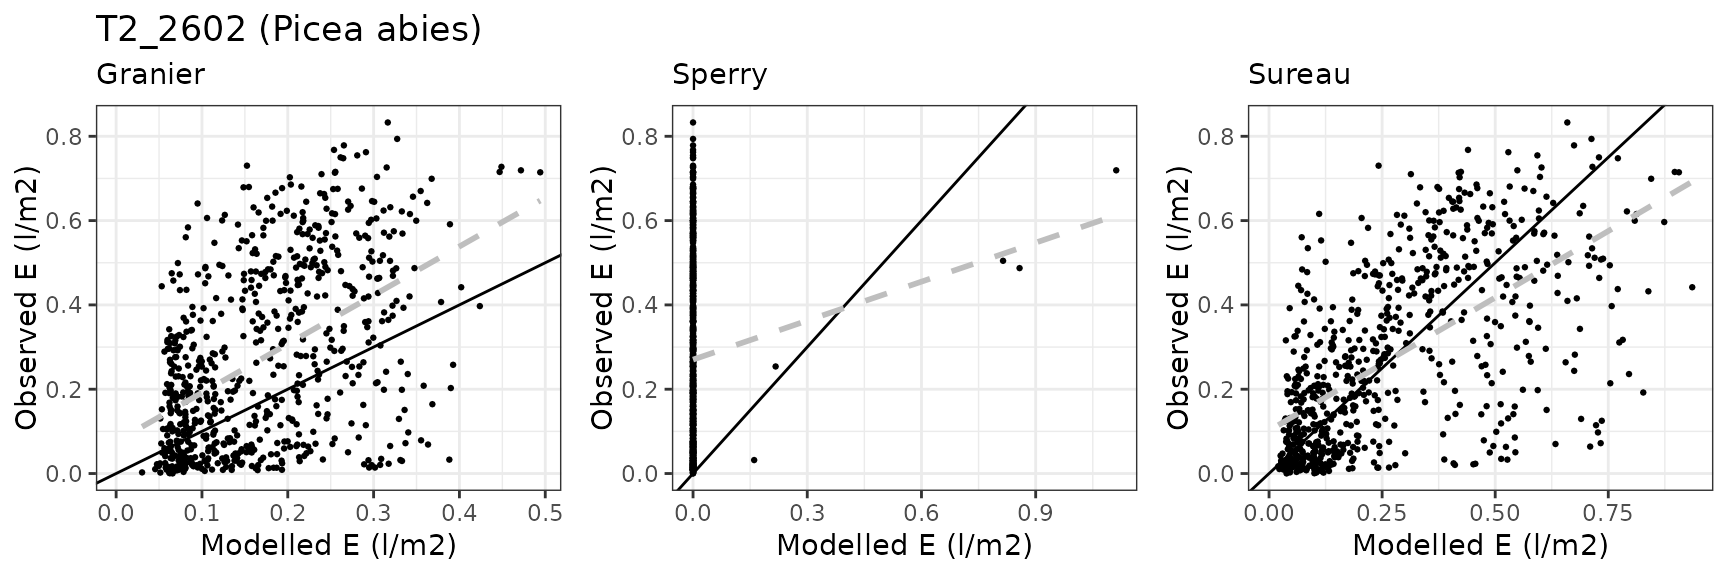 T2_2602 (Picea abies)
Granier
Observed E (l/m2)
0.8
0.6
0.4
0.2
0.0
0.0 0.1 0.2 0.3 0.4 0.5
Modelled E (l/m2)
Sperry
Observed E (l/m2)
0.8
0.6
0.4
0.2
0.0
0.0 0.3 0.6 0.9
Modelled E (l/m2)
Sureau
Observed E (l/m2)
0.8
0.6
0.4
0.2
0.0
0.00 0.25 0.50 0.75
Modelled E (l/m2)